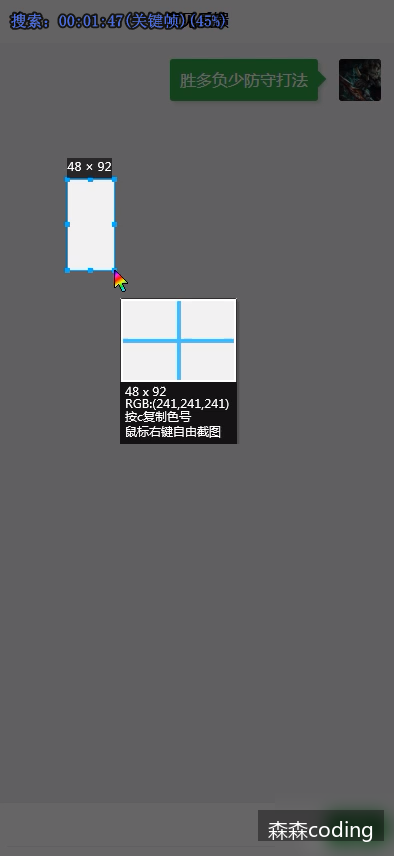 搜索: 00:01:47(关键帧)(45%)
胜多负少防守打法
48 × 92
48 x 92
RGB:(241,241,241)
按c复制色号
鼠标右键自由截图
森森coding